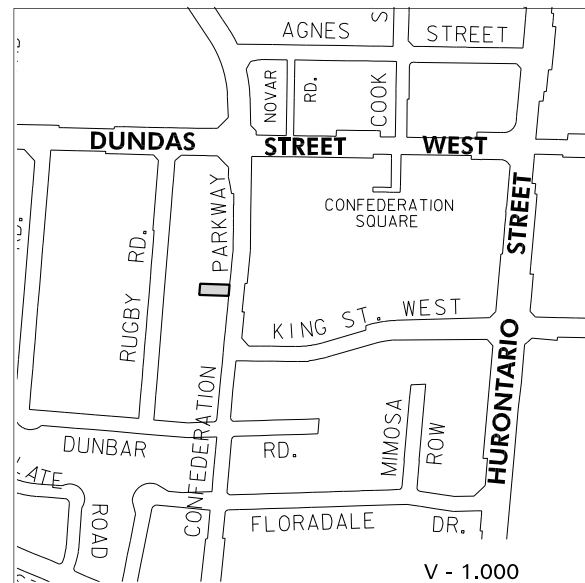 AGNES STREET
NOVAR RD.
COOK S
DUNDAS STREET WEST
CONFEDERATION
SQUARE
STREET
PARKWAY
RUGBY RD.
KING ST. WEST
HURONTARIO
CONFEDERATION
MIMOSA ROW
DUNBAR RD.
ROAD
FLORADALE DR.
V - 1.000